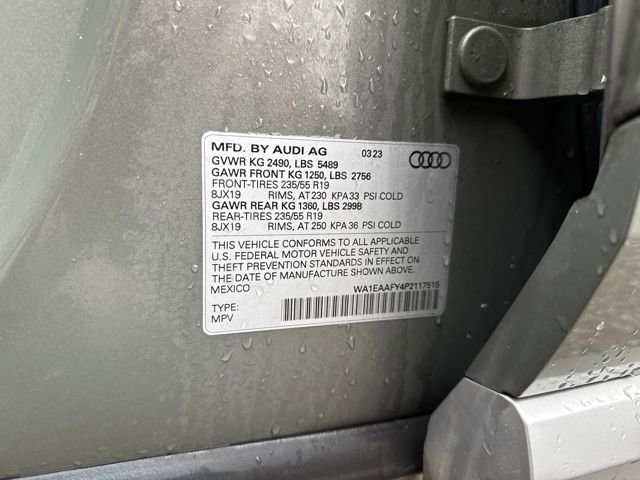 MFD. BY AUDI AG 03 23
GVWR KG 2490, LBS 5489
GAWR FRONT KG 1250, LBS 2756
FRONT-TIRES 235/55 R19
8JX19 RIMS, AT 230 KPA 33 PSI COLD
GAWR REAR KG 1360, LBS 2998
REAR-TIRES 235/55 R19
8JX19 RIMS, AT 250 KPA 36 PSI COLD
THIS VEHICLE CONFORMS TO ALL APPLICABLE
U.S. FEDERAL MOTOR VEHICLE SAFETY AND
THEFT PREVENTION STANDARDS IN EFFECT ON
THE DATE OF MANUFACTURE SHOWN ABOVE.
MEXICO WA1EAAFY4P2117515
TYPE:
MPV